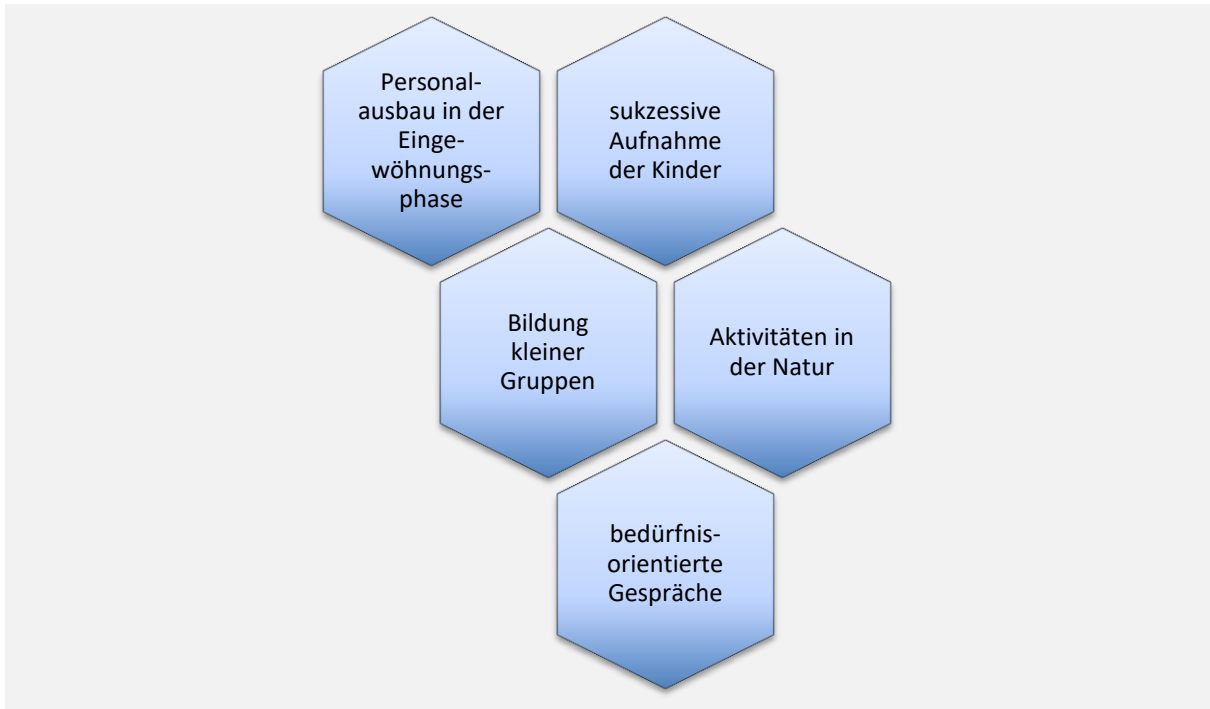 Personal-
ausbau in der
Einge-
wöhnungs-
phase
sukzessive
Aufnahme
der Kinder
Bildung
kleiner
Gruppen
Aktivitäten in
der Natur
bedürfnis-
orientierte
Gespräche